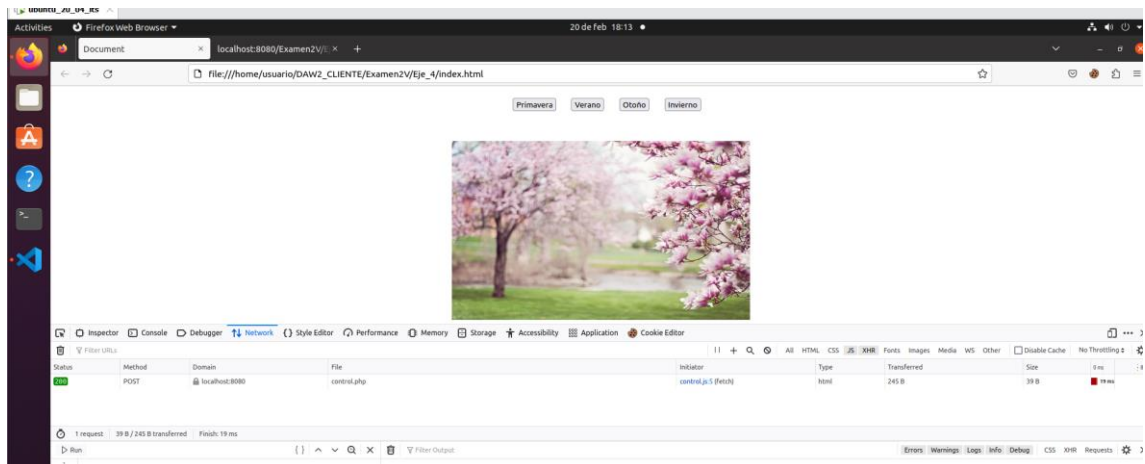 ubuntu_20_04_RS
Activities Firefox Web Browser 20 de feb 18:13
Document localhost:8080/Examen2V/E
file:///home/usuario/DAW2_CLIENTE/Examen2V/Eje_4/index.html
Primavera Verano Otoño Invierno
Inspector Console Debugger Network Style Editor Performance Memory Storage Accessibility Application Cookie Editor
Filter URLs All HTML CSS JS XHR Fonts Images Media WS Other Disable Cache No Throttling
Status Method Domain File Initiator Type Transferred Size 0 ms
200 POST localhost:8080 control.php control.js:5 (fetch) html 245 B 39 B 19 ms
1 request 39 B / 245 B transferred Finish: 19 ms
Run Filter Output Errors Warnings Logs Info Debug CSS XHR Requests